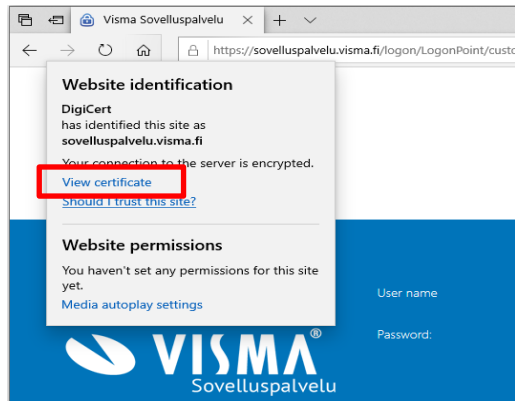 Visma Sovelluspalvelu
https://sovelluspalvelu.visma.fi/logon/LogonPoint/custo
Website identification
DigiCert
has identified this site as
sovelluspalvelu.visma.fi
Your connection to the server is encrypted.
View certificate
Should I trust this site?
Website permissions
You haven't set any permissions for this site
yet.
Media autoplay settings
User name
Password:
VISMA®
Sovelluspalvelu